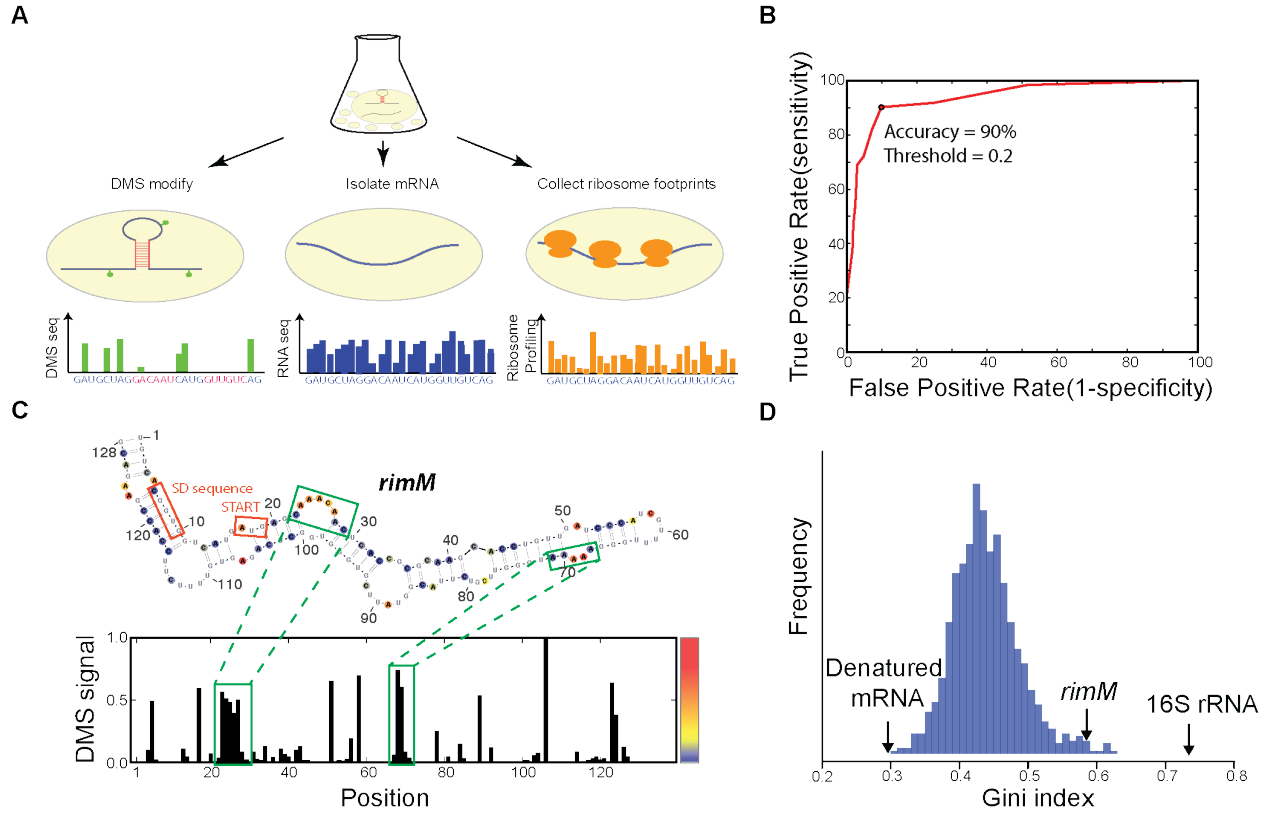 A
DMS modify
Isolate mRNA
Collect ribosome footprints
DMS seq
GAUGCUAGGACAAUCAUGGUUGUCAG
RNA seq
GAUGCUAGGACAAUCAUGGUUGUCAG
Ribosome
Profiling
GAUGCUAGGACAAUCAUGGUUGUCAG
B
True Positive Rate(sensitivity)
100
80
60
40
20
0
Accuracy = 90%
Threshold = 0.2
0
20
40
60
80
100
False Positive Rate(1-specificity)
C
rimM
1
128
SD sequence
START
10
20
30
40
50
60
70
80
90
100
110
120
DMS signal
1.0
0.5
0.0
1
20
40
60
80
100
120
Position
D
Frequency
Denatured
mRNA
rimM
16S rRNA
0.2
0.3
0.4
0.5
0.6
0.7
0.8
Gini index